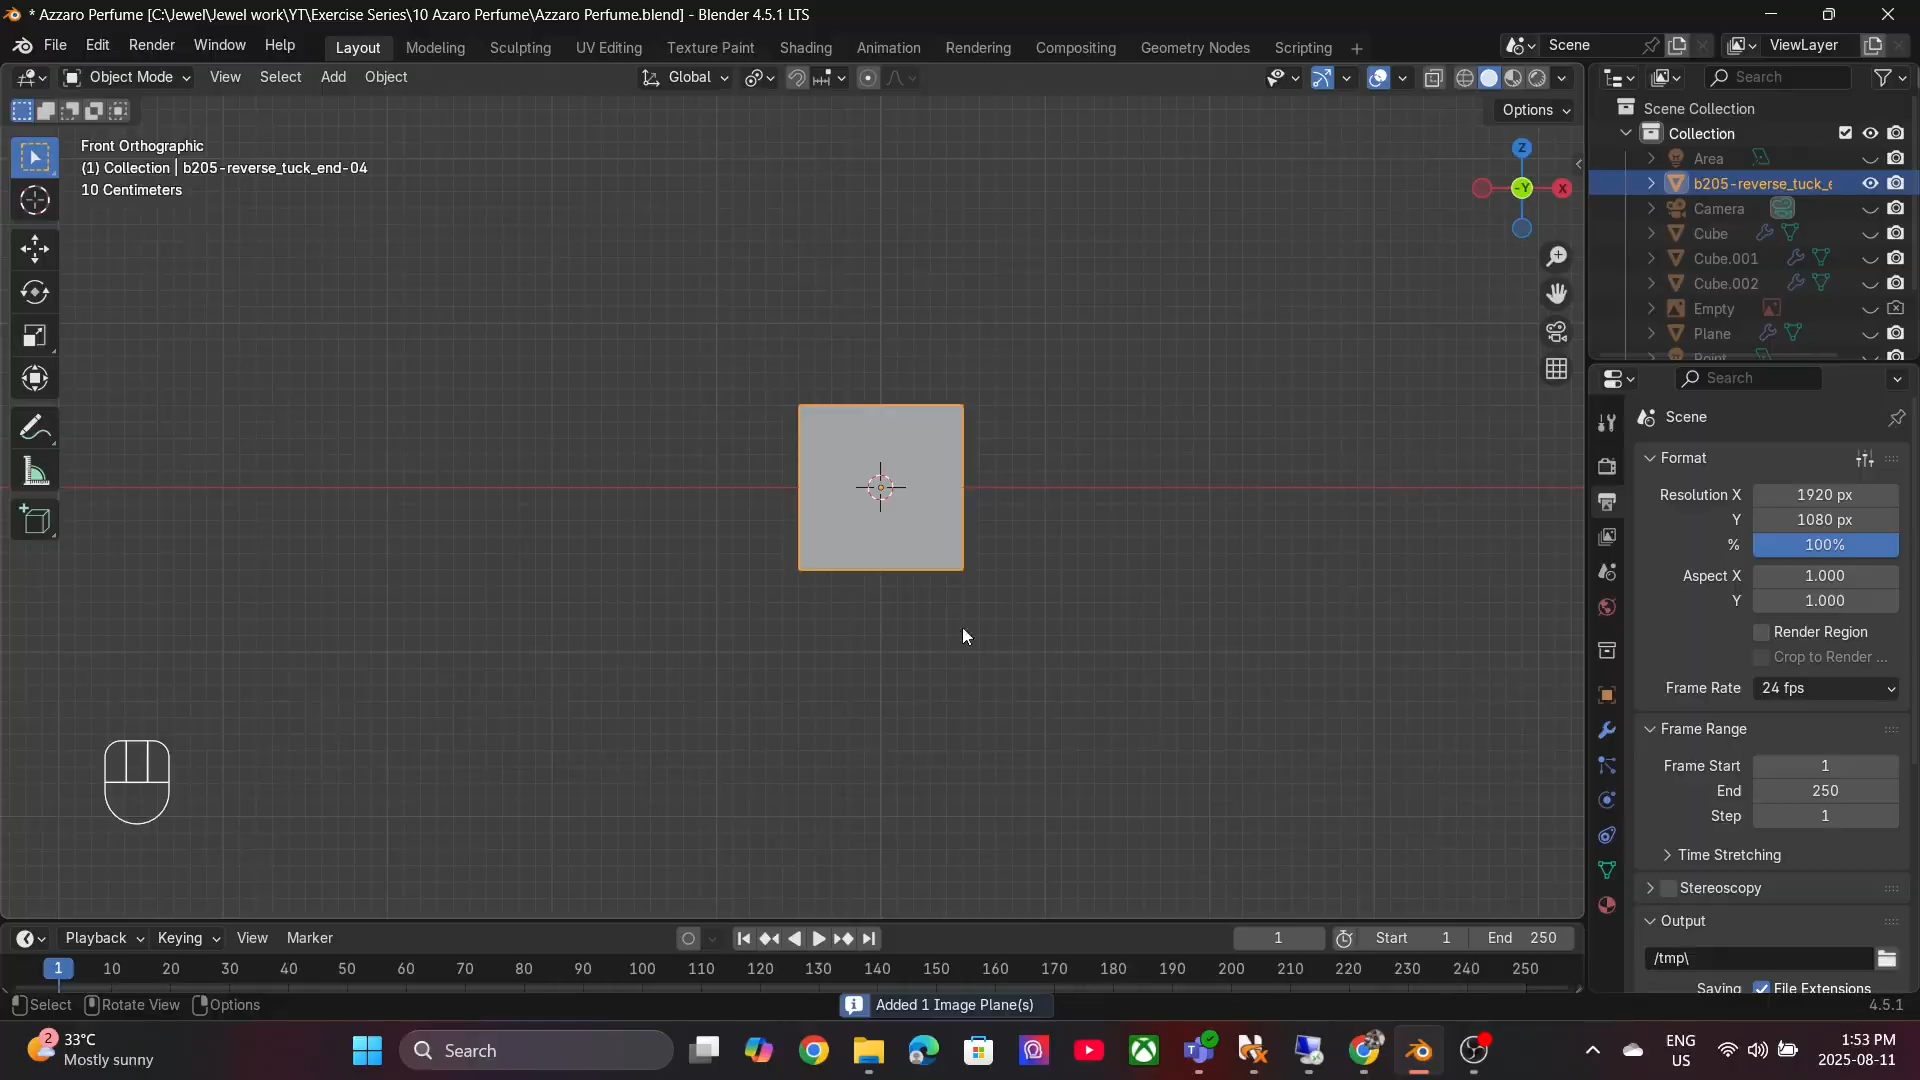 * Azzaro Perfume [C:\Jewel\Jewel work\YT\Exercise Series\10 Azaro Perfume\Azzaro Perfume.blend] - Blender 4.5.1 LTS
File Edit Render Window Help Layout Modeling Sculpting UV Editing Texture Paint Shading Animation Rendering Compositing Geometry Nodes Scripting Scene ViewLayer
Object Mode View Select Add Object Global Search
Options
Scene Collection
Collection
Area
b205-reverse_tuck_e
Camera
Cube
Cube.001
Cube.002
Empty
Plane
Front Orthographic
(1) Collection | b205-reverse_tuck_end-04
10 Centimeters
Z
-Y
X
Search
Scene
Format
Resolution X 1920 px
Y 1080 px
% 100%
Aspect X 1.000
Y 1.000
Render Region
Crop to Render ...
Frame Rate 24 fps
Frame Range
Frame Start 1
End 250
Step 1
Time Stretching
Stereoscopy
Output
/tmp\
Saving File Extensions
Playback Keying View Marker 1 Start 1 End 250
1 10 20 30 40 50 60 70 80 90 100 110 120 130 140 150 160 170 180 190 200 210 220 230 240 250
Select Rotate View Options Added 1 Image Plane(s) 4.5.1
2 33°C
Mostly sunny
Search
ENG
US
1:53 PM
2025-08-11